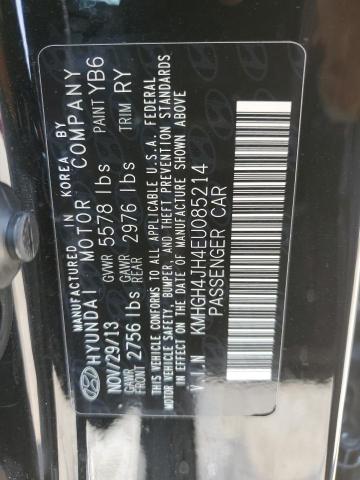 MANUFACTURED IN KOREA BY
HYUNDAI MOTOR COMPANY
NOV/29/13 GVWR 5578 lbs PAINT YB6
GAWR FRONT 2756 lbs GAWR REAR 2976 lbs TRIM RY
THIS VEHICLE CONFORMS TO ALL APPLICABLE U.S.A. FEDERAL
MOTOR VEHICLE SAFETY, BUMPER, AND THEFT PREVENTION STANDARDS
IN EFFECT ON THE DATE OF MANUFACTURE SHOWN ABOVE
V.I.N KMHGH4JH4EU085214
PASSENGER CAR